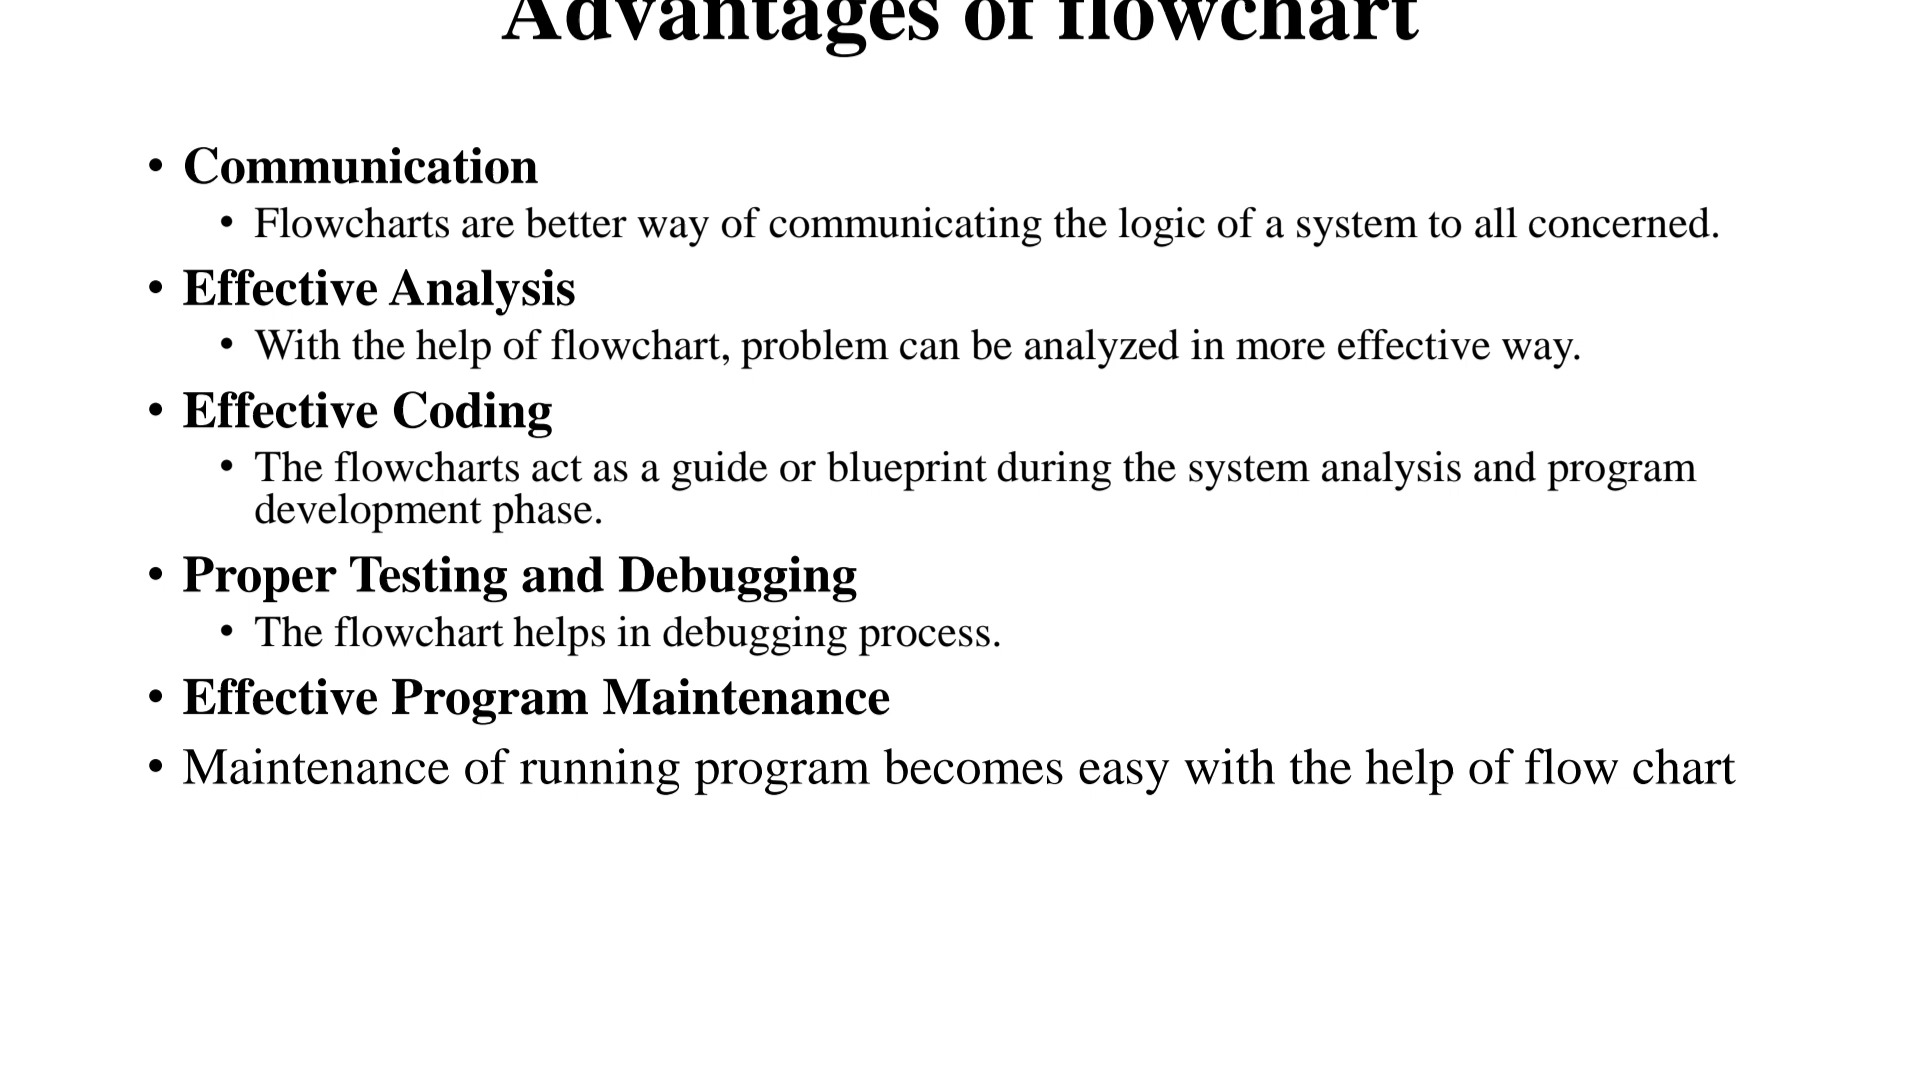 Advantages of flowchart
• Communication
• Flowcharts are better way of communicating the logic of a system to all concerned.
• Effective Analysis
• With the help of flowchart, problem can be analyzed in more effective way.
• Effective Coding
• The flowcharts act as a guide or blueprint during the system analysis and program
development phase.
• Proper Testing and Debugging
• The flowchart helps in debugging process.
• Effective Program Maintenance
• Maintenance of running program becomes easy with the help of flow chart